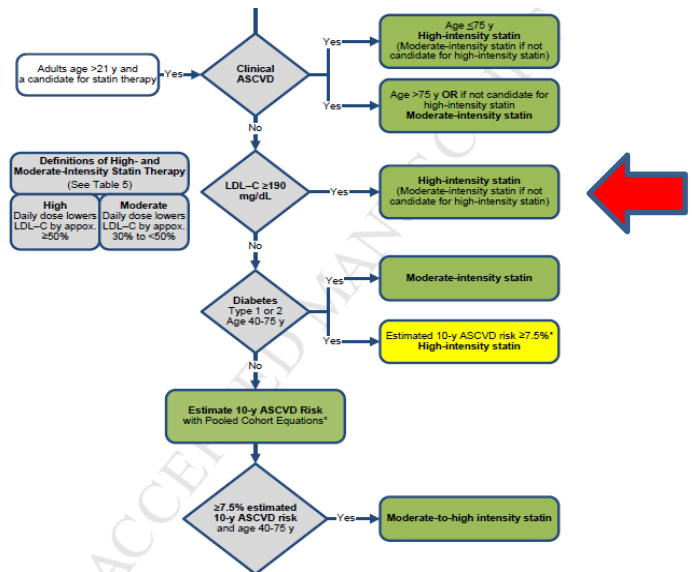 Adults age >21 y and
a candidate for statin therapy
Yes
Clinical
ASCVD
Yes
Age ≤75 y
High-intensity statin
(Moderate-intensity statin if not
candidate for high-intensity statin)
Yes
Age >75 y OR if not candidate for
high-intensity statin
Moderate-intensity statin
No
Definitions of High- and
Moderate-Intensity Statin Therapy
(See Table 5)
High
Daily dose lowers
LDL–C by appox.
≥50%
Moderate
Daily dose lowers
LDL–C by appox.
30% to <50%
LDL–C ≥190
mg/dL
Yes
High-intensity statin
(Moderate-intensity statin if not
candidate for high-intensity statin)
No
Diabetes
Type 1 or 2
Age 40-75 y
Yes
Moderate-intensity statin
Yes
Estimated 10-y ASCVD risk ≥7.5%*
High-intensity statin
No
Estimate 10-y ASCVD Risk
with Pooled Cohort Equations*
≥7.5% estimated
10-y ASCVD risk
and age 40-75 y
Yes
Moderate-to-high intensity statin
ACCEPTED MANUSCRIPT